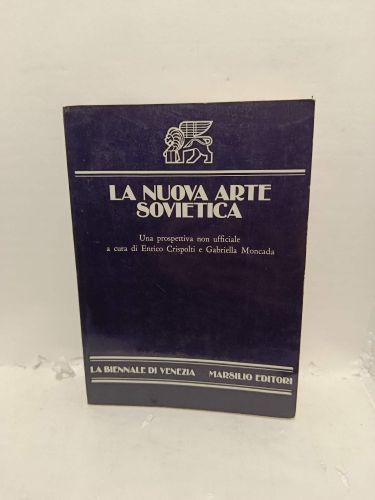 LA NUOVA ARTE
SOVIETICA
Una prospettiva non ufficiale
a cura di Enrico Crispolti e Gabriella Moncada
LA BIENNALE DI VENEZIA MARSILIO EDITORI